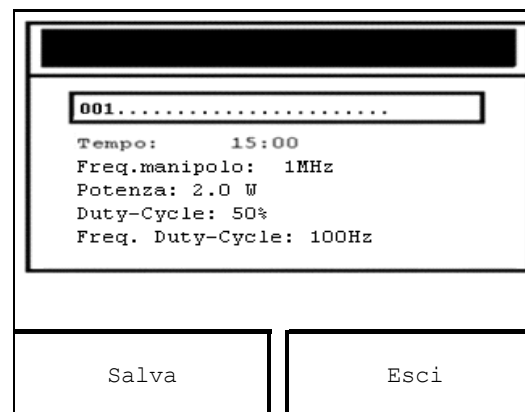 001.......................
Tempo: 15:00
Freq.manipolo: 1MHz
Potenza: 2.0 W
Duty-Cycle: 50%
Freq. Duty-Cycle: 100Hz
Salva Esci